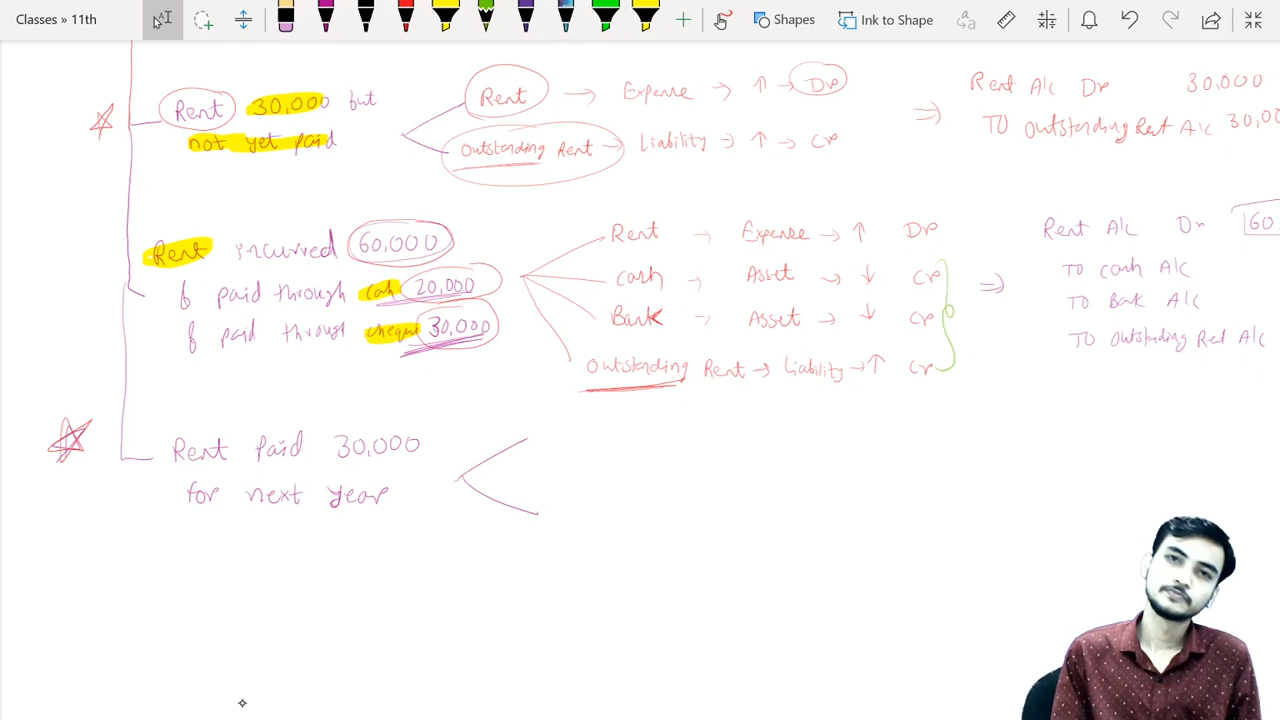 Classes » 11th
Shapes
Ink to Shape
Rent 30,000 but
not yet paid
Rent → Expense → ↑ → Dr
Outstanding Rent → Liability → ↑ → Cr
⇒
Rent A/c Dr 30,000
TO Outstanding Rent A/c 30,00
Rent incurred 60,000
& paid through cash 20,000
& paid through cheque 30,000
Rent → Expense → ↑ Dr
Cash → Asset → ↓ Cr
Bank → Asset → ↓ Cr
Outstanding Rent → Liability → ↑ Cr
⇒
Rent A/c Dr 60,
TO Cash A/c
TO Bank A/c
TO Outstanding Rent A/c
Rent Paid 30,000
for next year